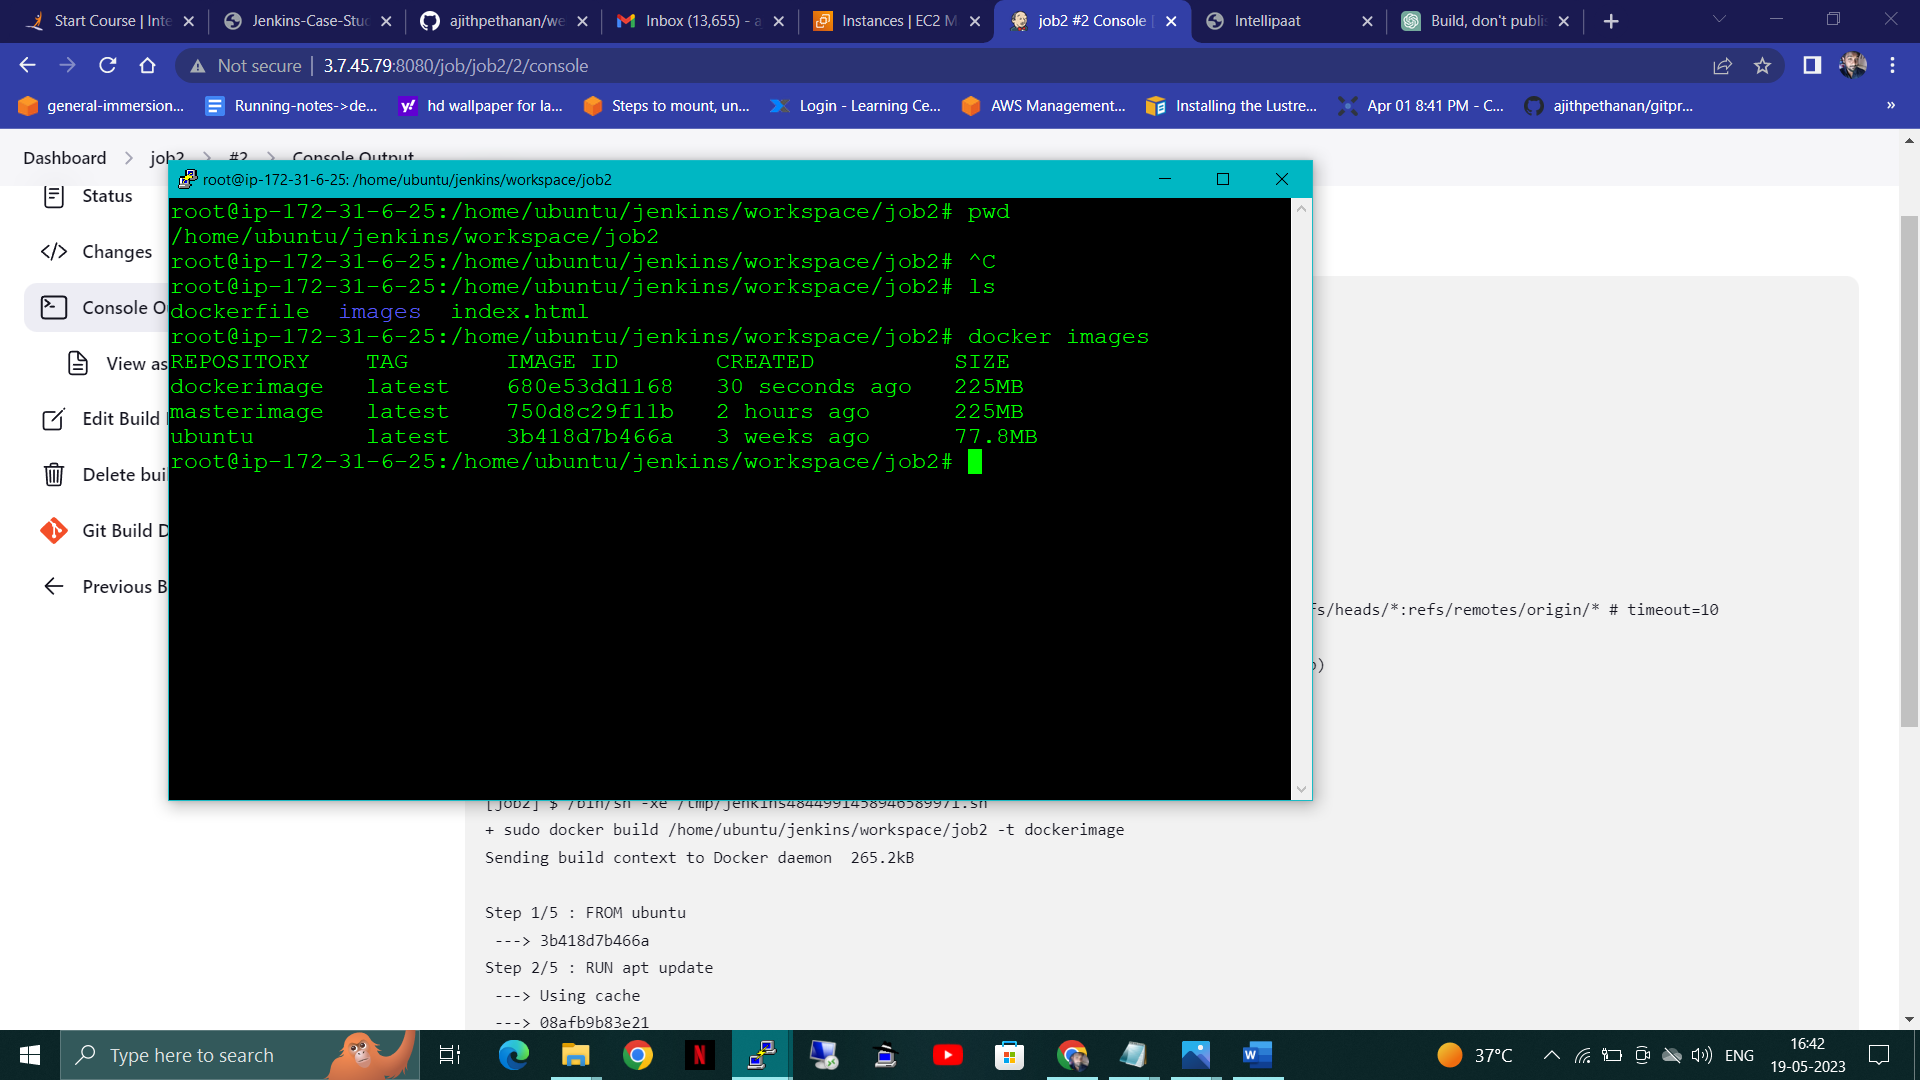 Start Course | Inte
Jenkins-Case-Stud
ajithpethanan/we
Inbox (13,655) - a
Instances | EC2 M
job2 #2 Console [
Intellipaat
Build, don't publis
Not secure
3.7.45.79:8080/job/job2/2/console
general-immersion...
Running-notes->de...
hd wallpaper for la...
Steps to mount, un...
Login - Learning Ce...
AWS Management...
Installing the Lustre...
Apr 01 8:41 PM - C...
ajithpethanan/gitpr...
»
Dashboard
job2
#2
Console Output
Status
Changes
Console O
View as
Edit Build
Delete bui
Git Build D
Previous B
root@ip-172-31-6-25: /home/ubuntu/jenkins/workspace/job2
root@ip-172-31-6-25:/home/ubuntu/jenkins/workspace/job2# pwd
/home/ubuntu/jenkins/workspace/job2
root@ip-172-31-6-25:/home/ubuntu/jenkins/workspace/job2# ^C
root@ip-172-31-6-25:/home/ubuntu/jenkins/workspace/job2# ls
dockerfile images index.html
root@ip-172-31-6-25:/home/ubuntu/jenkins/workspace/job2# docker images
REPOSITORY TAG IMAGE ID CREATED SIZE
dockerimage latest 680e53dd1168 30 seconds ago 225MB
masterimage latest 750d8c29f11b 2 hours ago 225MB
ubuntu latest 3b418d7b466a 3 weeks ago 77.8MB
root@ip-172-31-6-25:/home/ubuntu/jenkins/workspace/job2#
fs/heads/*:refs/remotes/origin/* # timeout=10
)
[job2] $ /bin/sh -xe /tmp/jenkins4844991458946589971.sh
+ sudo docker build /home/ubuntu/jenkins/workspace/job2 -t dockerimage
Sending build context to Docker daemon 265.2kB
Step 1/5 : FROM ubuntu
---> 3b418d7b466a
Step 2/5 : RUN apt update
---> Using cache
---> 08afb9b83e21
Type here to search
37°C
ENG
16:42
19-05-2023